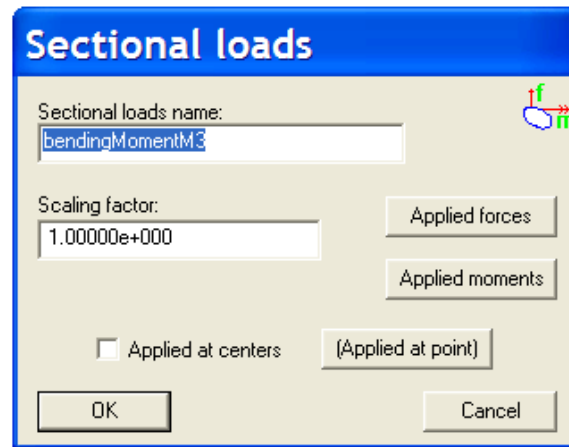 Sectional loads
Sectional loads name:
bendingMomentM3
Scaling factor:
1.00000e+000
Applied forces
Applied moments
Applied at centers
(Applied at point)
OK
Cancel
f
m